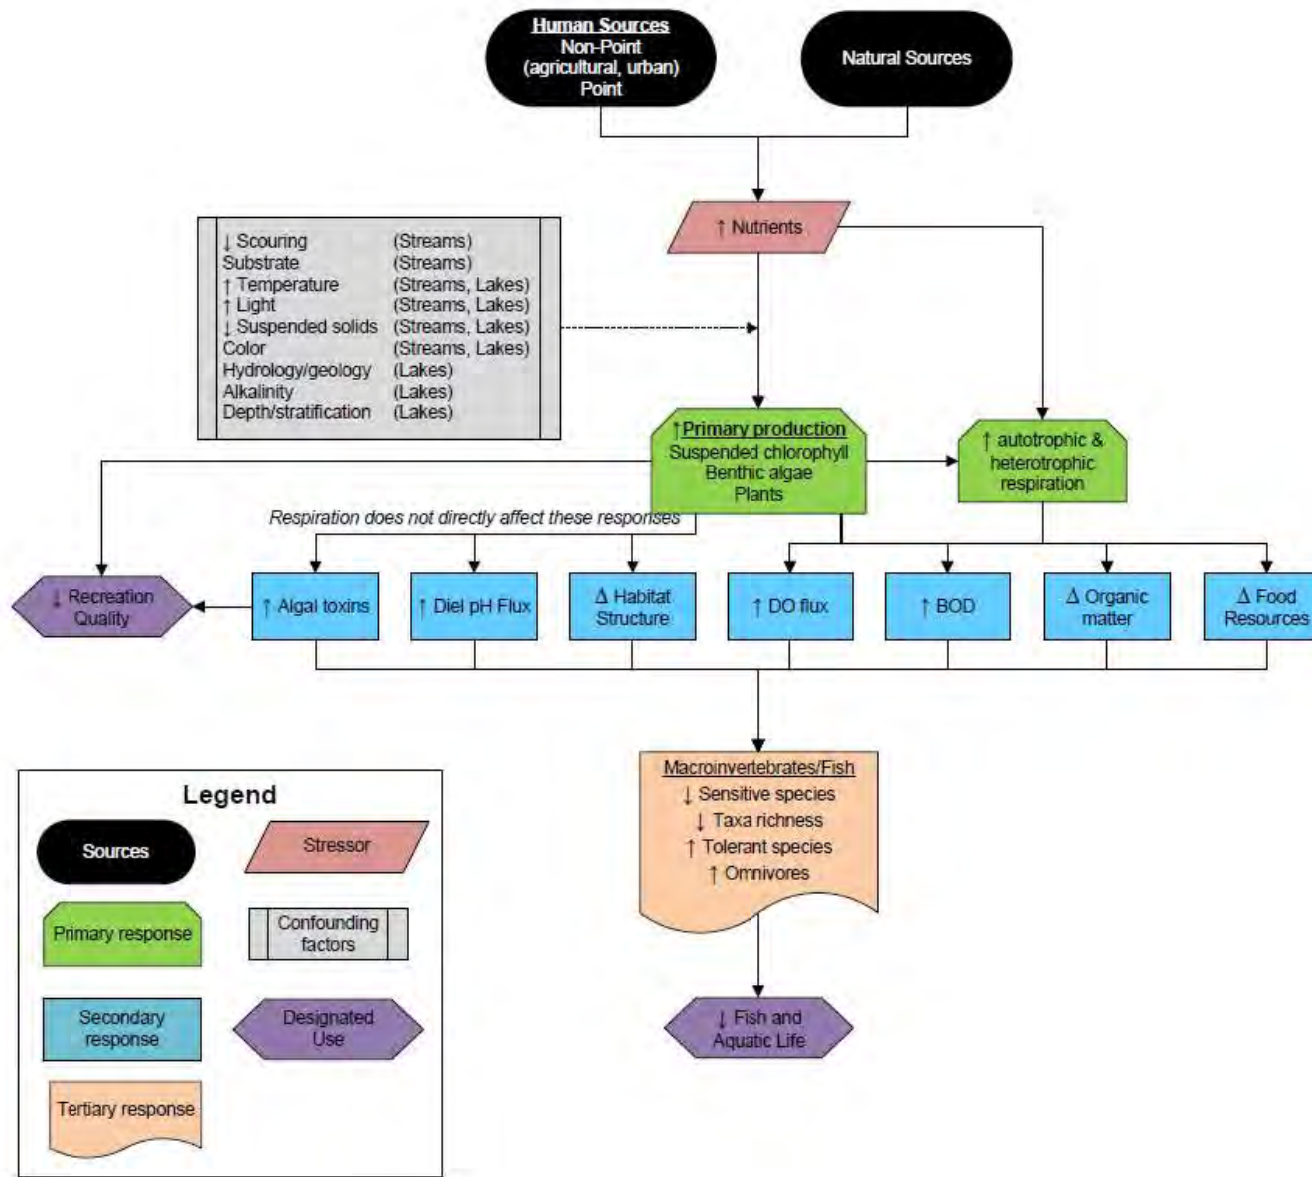 Human Sources
Non-Point
(agricultural, urban)
Point
Natural Sources
↑ Nutrients
↓ Scouring (Streams)
Substrate (Streams)
↑ Temperature (Streams, Lakes)
↑ Light (Streams, Lakes)
↓ Suspended solids (Streams, Lakes)
Color (Streams, Lakes)
Hydrology/geology (Lakes)
Alkalinity (Lakes)
Depth/stratification (Lakes)
↑Primary production
Suspended chlorophyll
Benthic algae
Plants
↑ autotrophic &
heterotrophic
respiration
Respiration does not directly affect these responses
↓ Recreation
Quality
↑ Algal toxins
↑ Diel pH Flux
Δ Habitat
Structure
↑ DO flux
↑ BOD
Δ Organic
matter
Δ Food
Resources
Macroinvertebrates/Fish
↓ Sensitive species
↓ Taxa richness
↑ Tolerant species
↑ Omnivores
↓ Fish and
Aquatic Life
Legend
Sources
Stressor
Primary response
Confounding
factors
Secondary
response
Designated
Use
Tertiary response